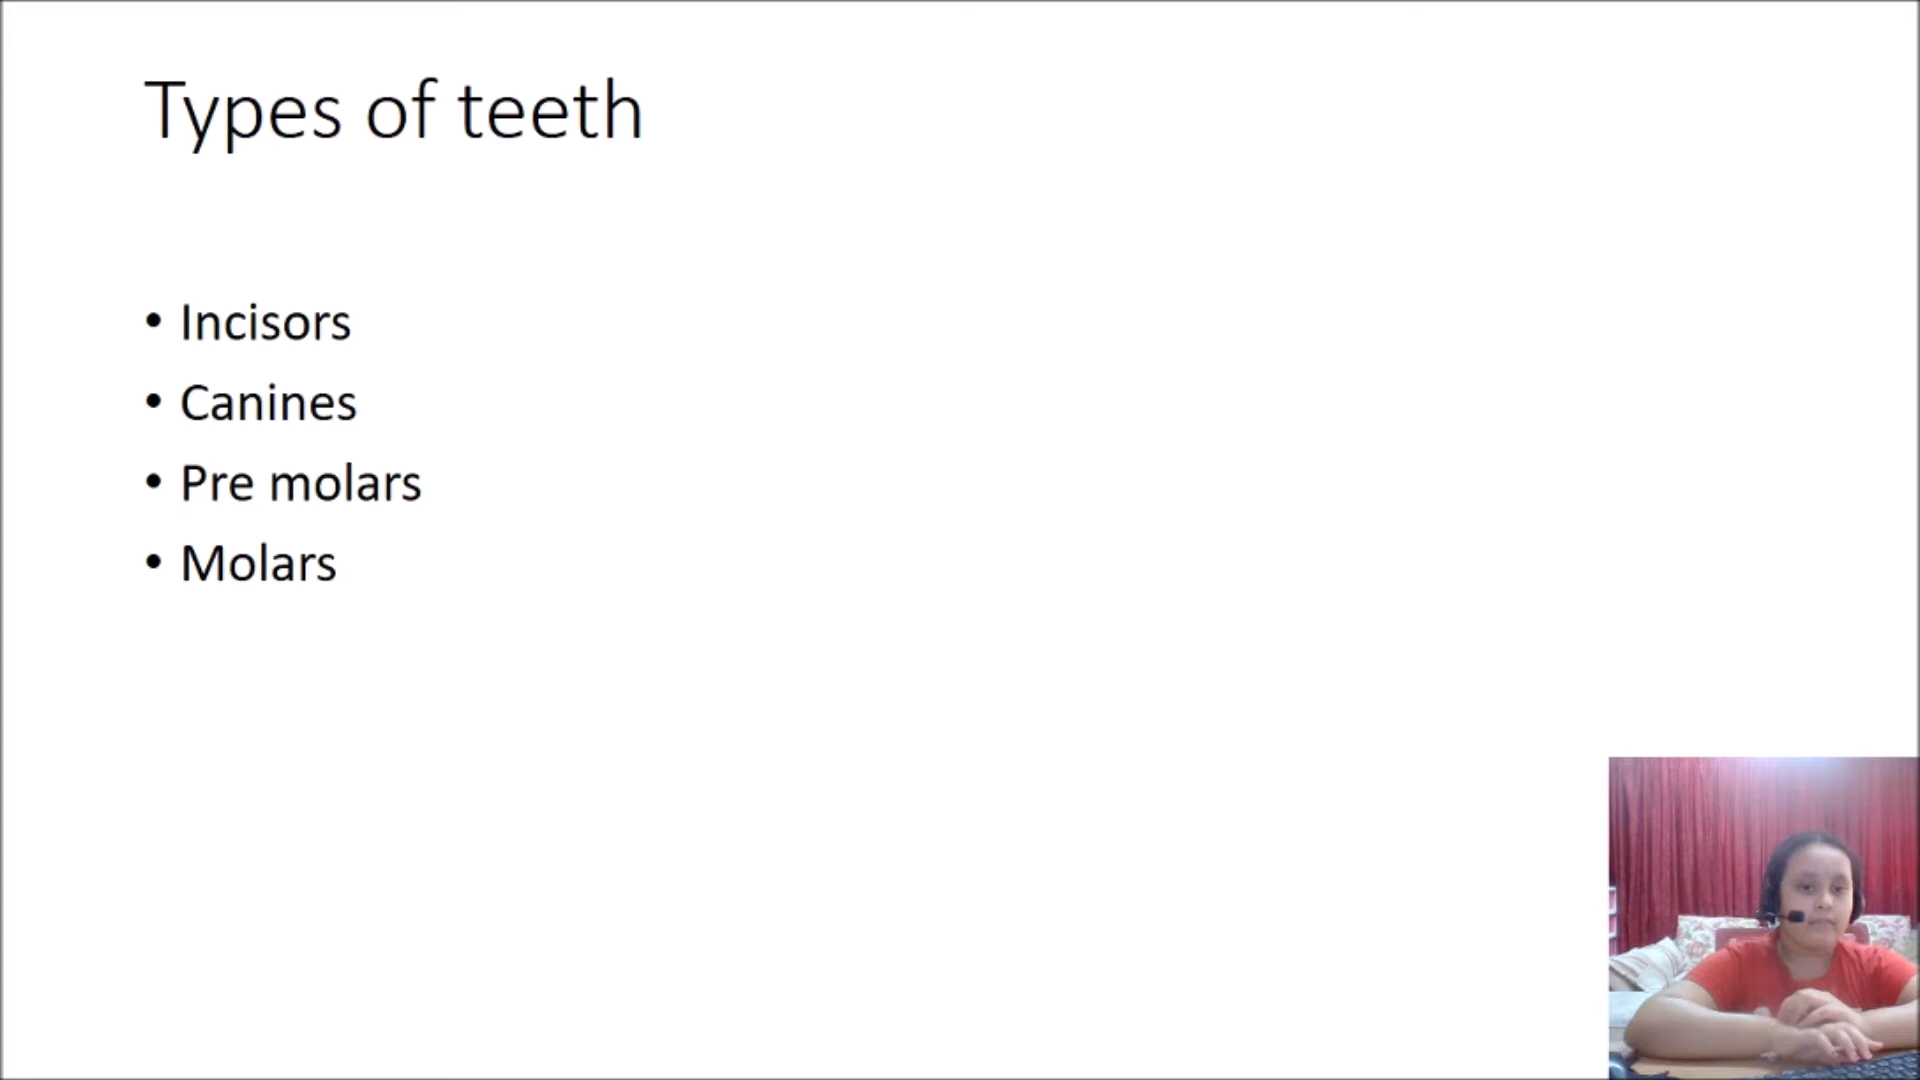 Types of teeth
• Incisors
• Canines
• Pre molars
• Molars